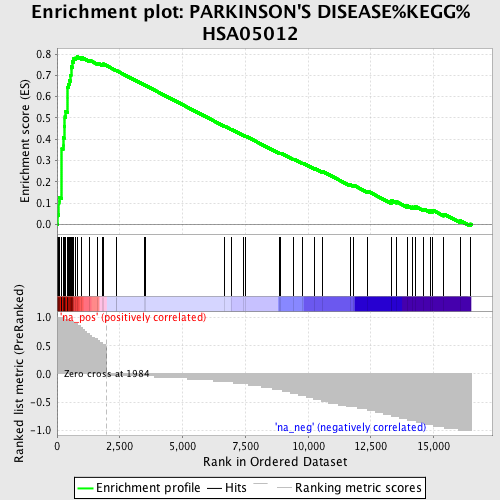 Enrichment plot: PARKINSON'S DISEASE%KEGG%
HSA05012
Enrichment score (ES)
0.8
0.7
0.6
0.5
0.4
0.3
0.2
0.1
0.0
Ranked list metric (PreRanked)
1.0
0.5
0.0
-0.5
-1.0
'na_pos' (positively correlated)
Zero cross at 1984
'na_neg' (negatively correlated)
0
2,500
5,000
7,500
10,000
12,500
15,000
Rank in Ordered Dataset
Enrichment profile
Hits
Ranking metric scores